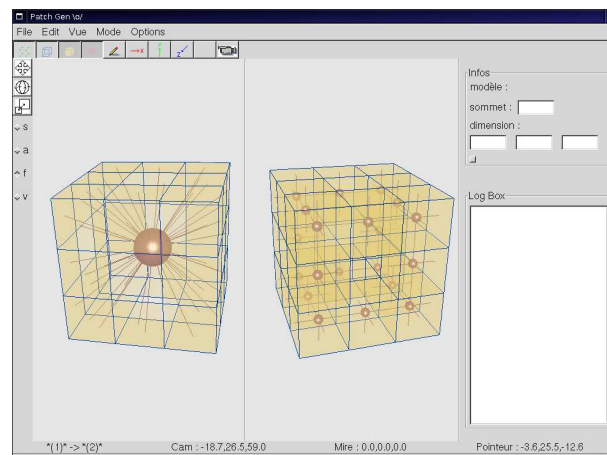 Patch Gen \o/
File Edit Vue Mode Options
x
z
Infos
modèle :
sommet :
dimension :
s
a
f
v
Log Box
*(1)* -> *(2)* Cam : -18.7,26.5,59.0 Mire : 0.0,0.0,0.0 Pointeur : -3.6,25.5,-12.6